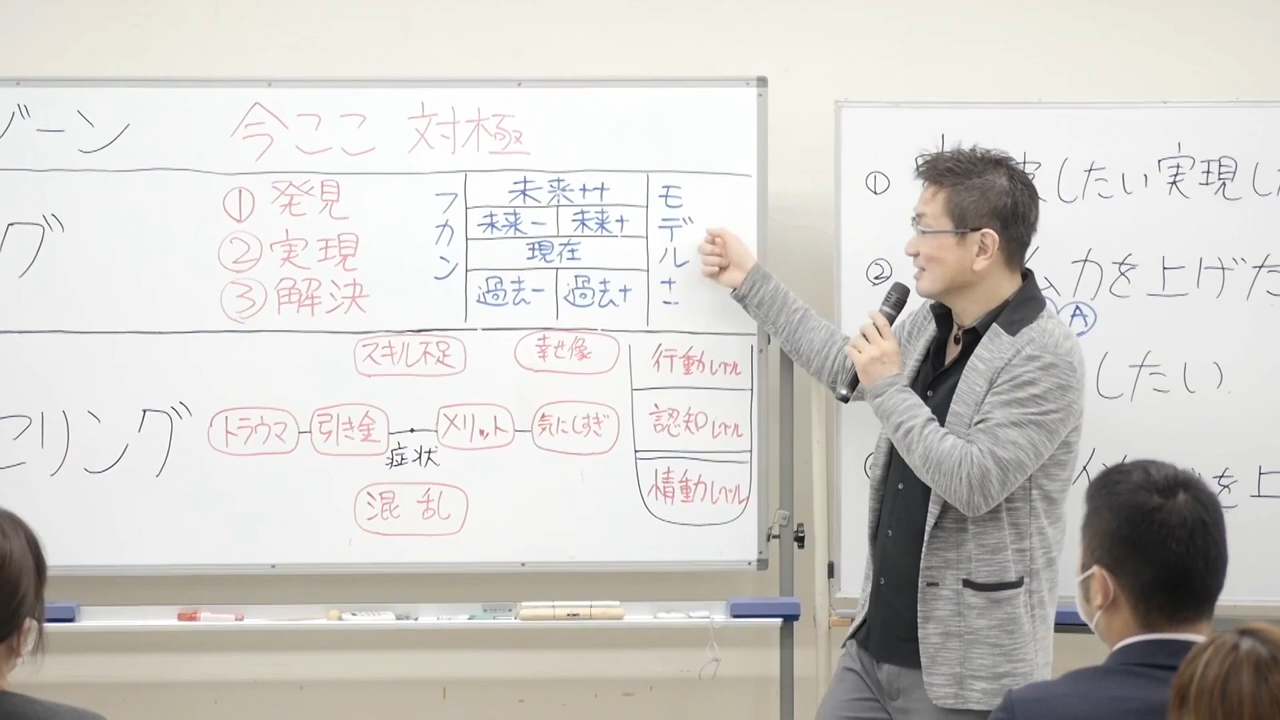 ゾーン 今ここ 対極
グ
① 発見
② 実現
③ 解決
フカン
未来++
未来- 未来+
現在
過去- 過去+
モデルさ
スキル不足 幸せ像
リング
トラウマ 引き金 メリット 気にしすぎ
症状
混乱
行動レベル
認知レベル
情動レベル
① したい実現し
② ム力を上げた
A
したい
を上